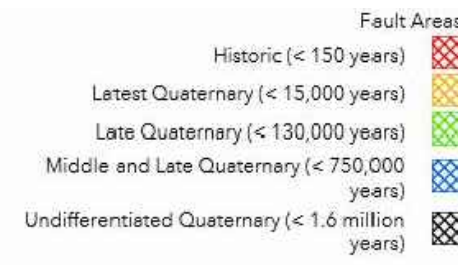 Fault Areas
Historic (< 150 years)
Latest Quaternary (< 15,000 years)
Late Quaternary (< 130,000 years)
Middle and Late Quaternary (< 750,000
years)
Undifferentiated Quaternary (< 1.6 million
years)